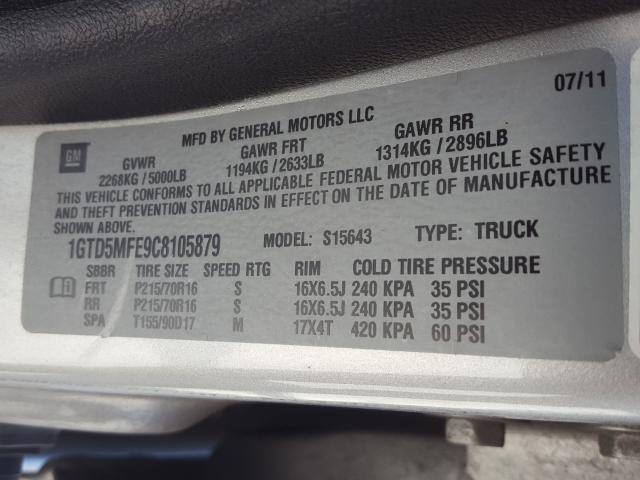 07/11
MFD BY GENERAL MOTORS LLC
GM
GVWR GAWR FRT GAWR RR
2268KG / 5000LB 1194KG / 2633LB 1314KG / 2896LB
THIS VEHICLE CONFORMS TO ALL APPLICABLE FEDERAL MOTOR VEHICLE SAFETY
AND THEFT PREVENTION STANDARDS IN EFFECT ON THE DATE OF MANUFACTURE
SHOWN ABOVE.
1GTD5MFE9C8105879 MODEL: S15643 TYPE: TRUCK
SBBR TIRE SIZE SPEED RTG RIM COLD TIRE PRESSURE
FRT P215/70R16 S 16X6.5J 240 KPA 35 PSI
RR P215/70R16 S 16X6.5J 240 KPA 35 PSI
SPA T155/90D17 M 17X4T 420 KPA 60 PSI